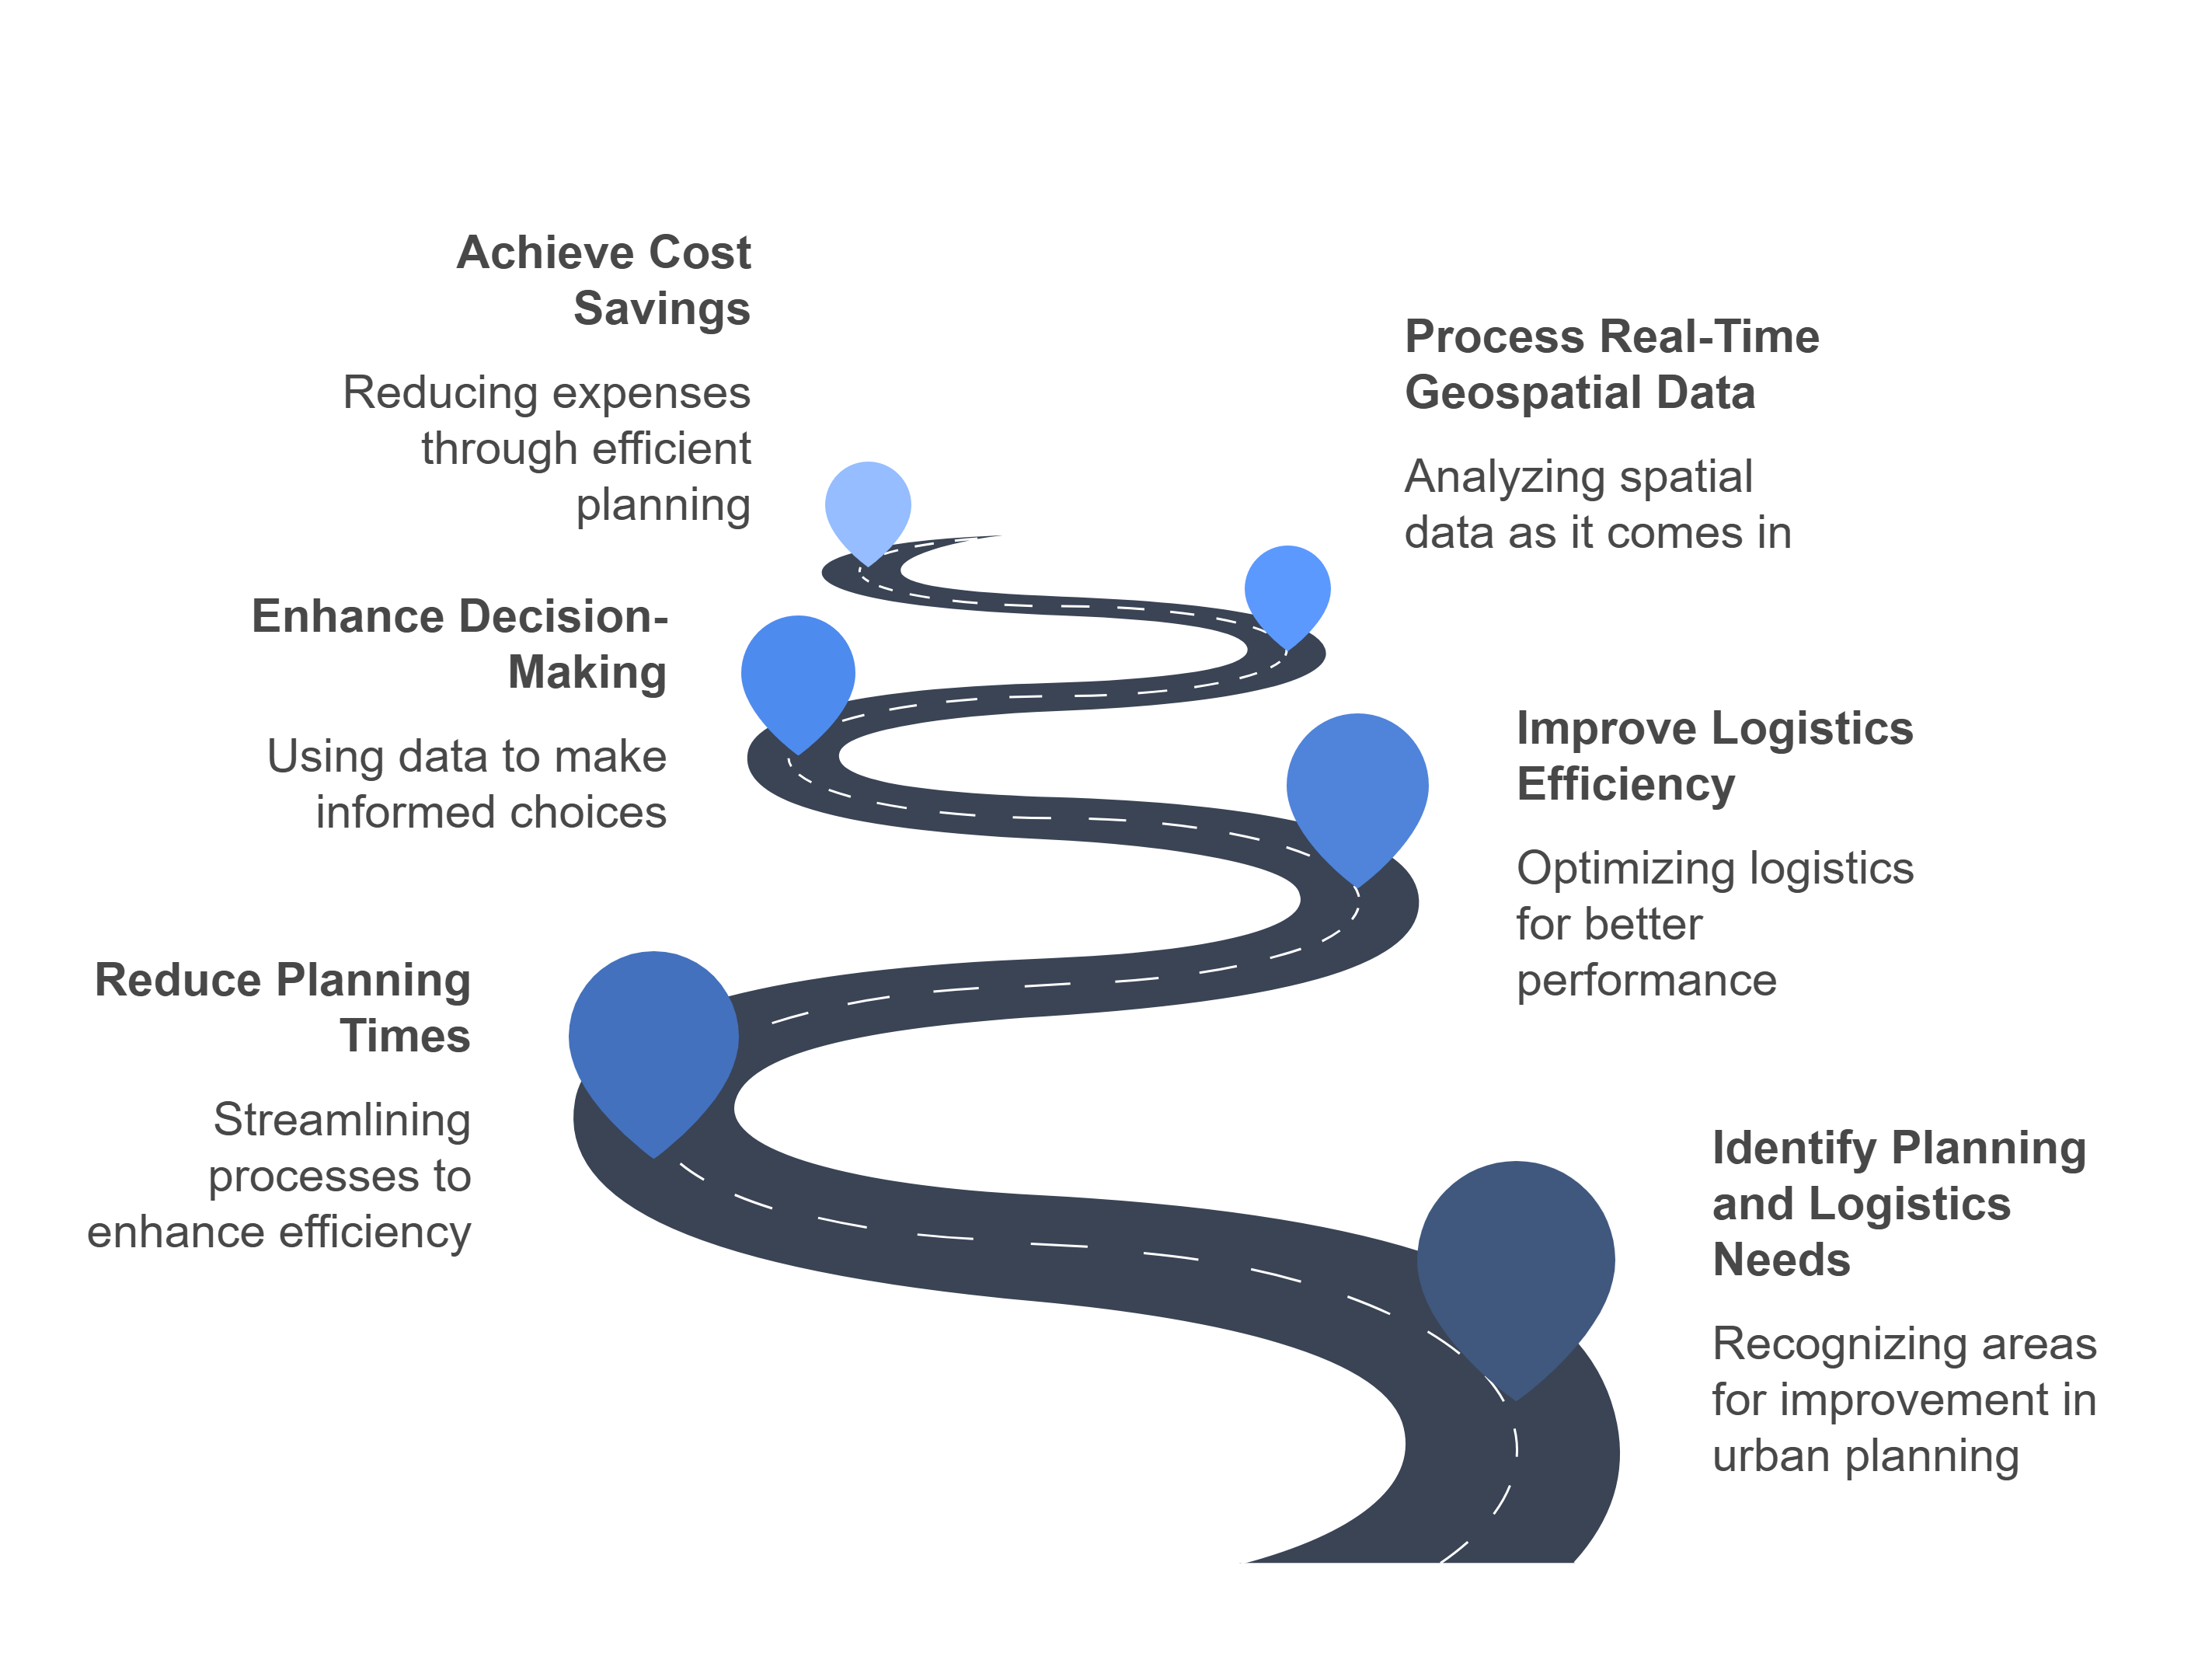 Achieve Cost
Savings
Reducing expenses
through efficient
planning
Process Real-Time
Geospatial Data
Analyzing spatial
data as it comes in
Enhance Decision-
Making
Using data to make
informed choices
Improve Logistics
Efficiency
Optimizing logistics
for better
performance
Reduce Planning
Times
Streamlining
processes to
enhance efficiency
Identify Planning
and Logistics
Needs
Recognizing areas
for improvement in
urban planning